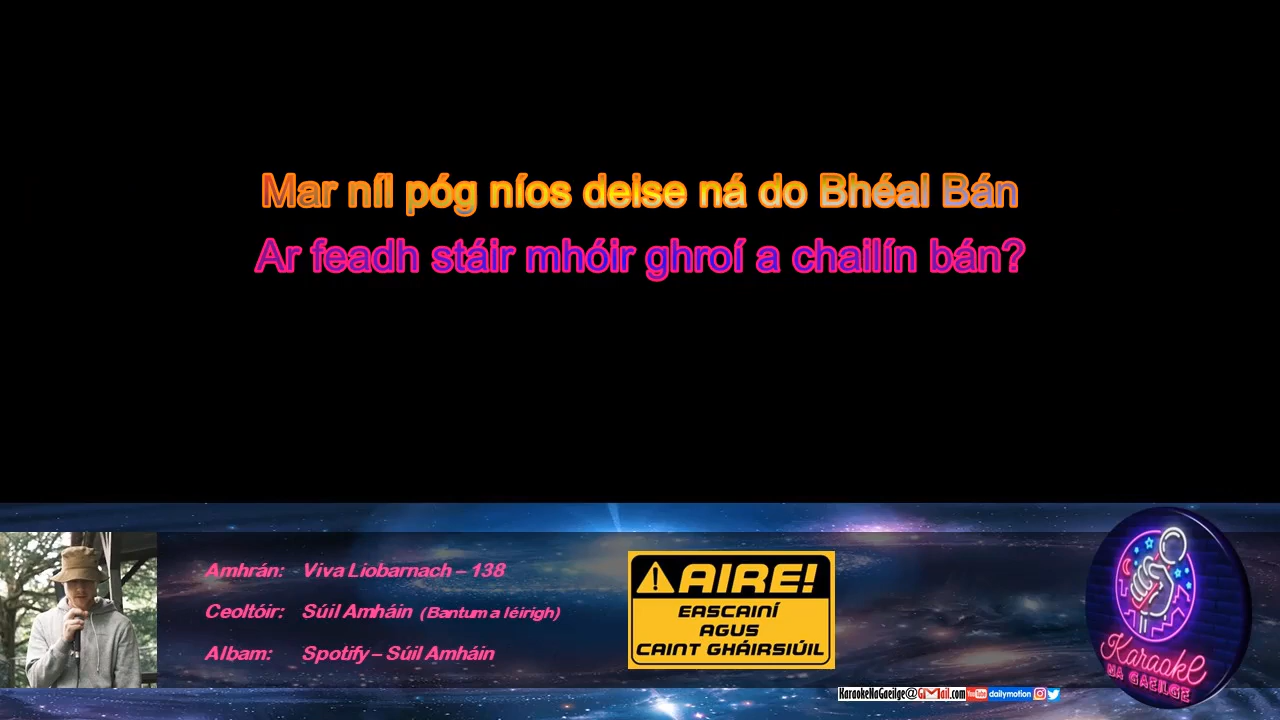 Mar níl póg níos deise ná do Bhéal Bán
Ar feadh stáir mhóir ghroí a chailín bán?
Amhrán: Viva Liobarnach – 138
Ceoltóir: Súil Amháin (Bantum a léirigh)
Albam: Spotify – Súil Amháin
AIRE!
EASCAINÍ
AGUS
CAINT GHÁIRSIÚIL
Karaoke
NA GAEILGE
KaraokeNaGaeilge@GMail.com YouTube dailymotion